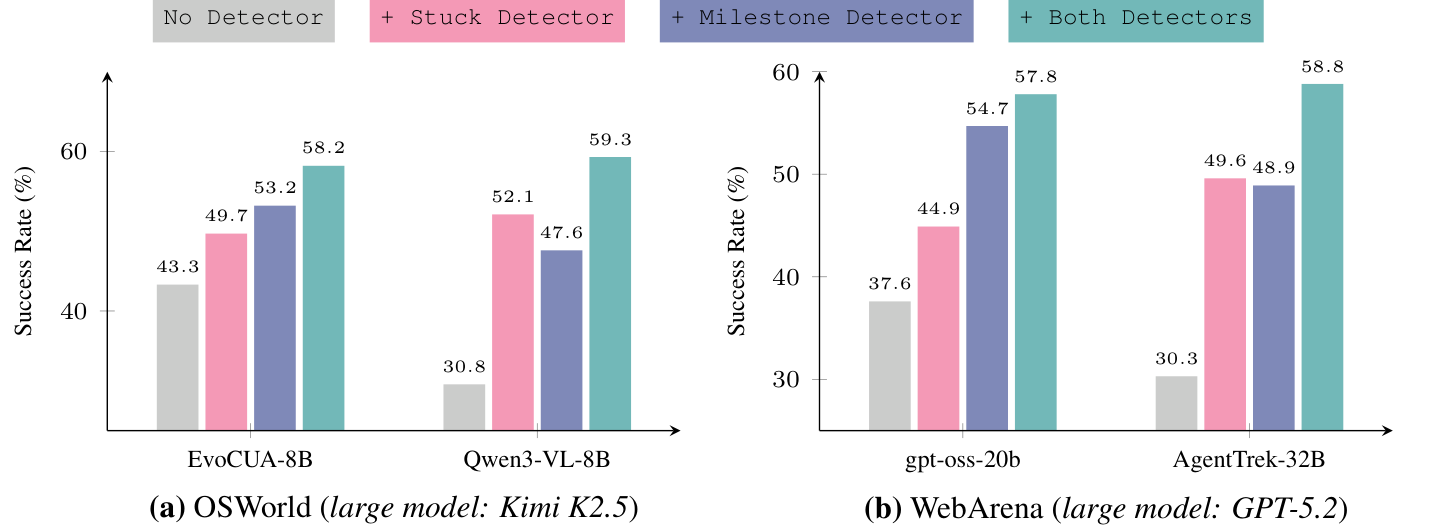 No Detector
+ Stuck Detector
+ Milestone Detector
+ Both Detectors
Success Rate (%)
60
40
43.3
49.7
53.2
58.2
30.8
52.1
47.6
59.3
EvoCUA-8B
Qwen3-VL-8B
(a) OSWorld (large model: Kimi K2.5)
Success Rate (%)
60
50
40
30
37.6
44.9
54.7
57.8
30.3
49.6
48.9
58.8
gpt-oss-20b
AgentTrek-32B
(b) WebArena (large model: GPT-5.2)